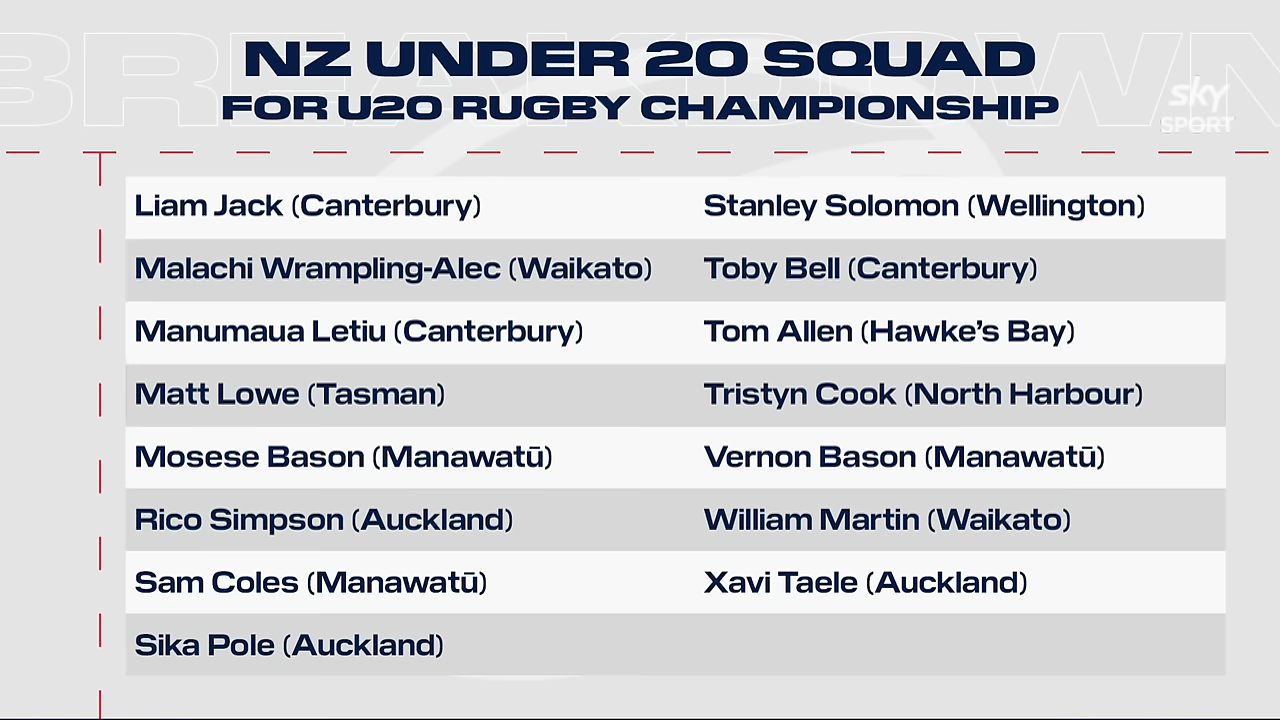 BREAKDOWN
NZ UNDER 20 SQUAD
FOR U20 RUGBY CHAMPIONSHIP
sky
SPORT
Liam Jack (Canterbury)
Malachi Wrampling-Alec (Waikato)
Manumaua Letiu (Canterbury)
Matt Lowe (Tasman)
Mosese Bason (Manawatū)
Rico Simpson (Auckland)
Sam Coles (Manawatū)
Sika Pole (Auckland)
Stanley Solomon (Wellington)
Toby Bell (Canterbury)
Tom Allen (Hawke’s Bay)
Tristyn Cook (North Harbour)
Vernon Bason (Manawatū)
William Martin (Waikato)
Xavi Taele (Auckland)